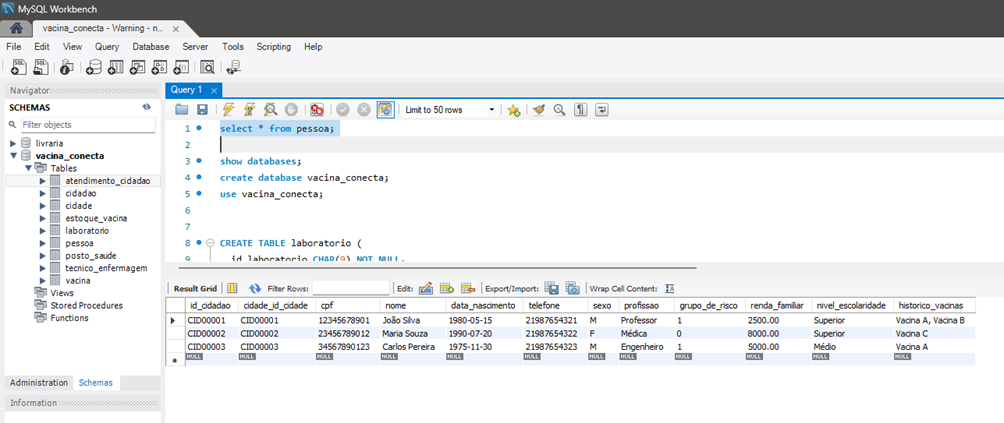 MySQL Workbench
vacina_conecta - Warning - n... ×
File Edit View Query Database Server Tools Scripting Help
Navigator
SCHEMAS
Filter objects
livraria
vacina_conecta
Tables
atendimento_cidadao
cidadao
cidade
estoque_vacina
laboratorio
pessoa
posto_saude
tecnico_enfermagem
vacina
Views
Stored Procedures
Functions
Administration Schemas
Information
Query 1 ×
Limit to 50 rows
1 select * from pessoa;
2
3 show databases;
4 create database vacina_conecta;
5 use vacina_conecta;
6
7
8 CREATE TABLE laboratorio (
9 id_laboratorio CHAR(9) NOT NULL,
Result Grid Filter Rows: Edit: Export/Import: Wrap Cell Content:
id_cidadao cidade_id_cidade cpf nome data_nascimento telefone sexo profissao grupo_de_risco renda_familiar nivel_escolaridade historico_vacinas
CID00001 CID00001 12345678901 João Silva 1980-05-15 21987654321 M Professor 1 2500.00 Superior Vacina A, Vacina B
CID00002 CID00002 23456789012 Maria Souza 1990-07-20 21987654322 F Médica 0 8000.00 Superior Vacina C
CID00003 CID00003 34567890123 Carlos Pereira 1975-11-30 21987654323 M Engenheiro 1 5000.00 Médio Vacina A
NULL NULL NULL NULL NULL NULL NULL NULL NULL NULL NULL NULL